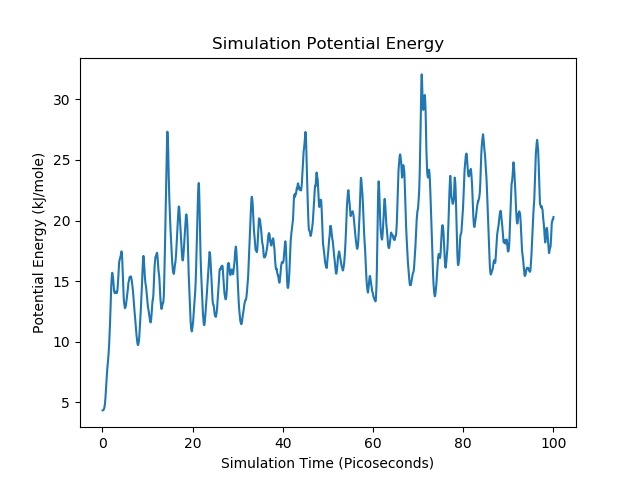 Simulation Potential Energy
Potential Energy (kJ/mole)
30
25
20
15
10
5
0 20 40 60 80 100
Simulation Time (Picoseconds)